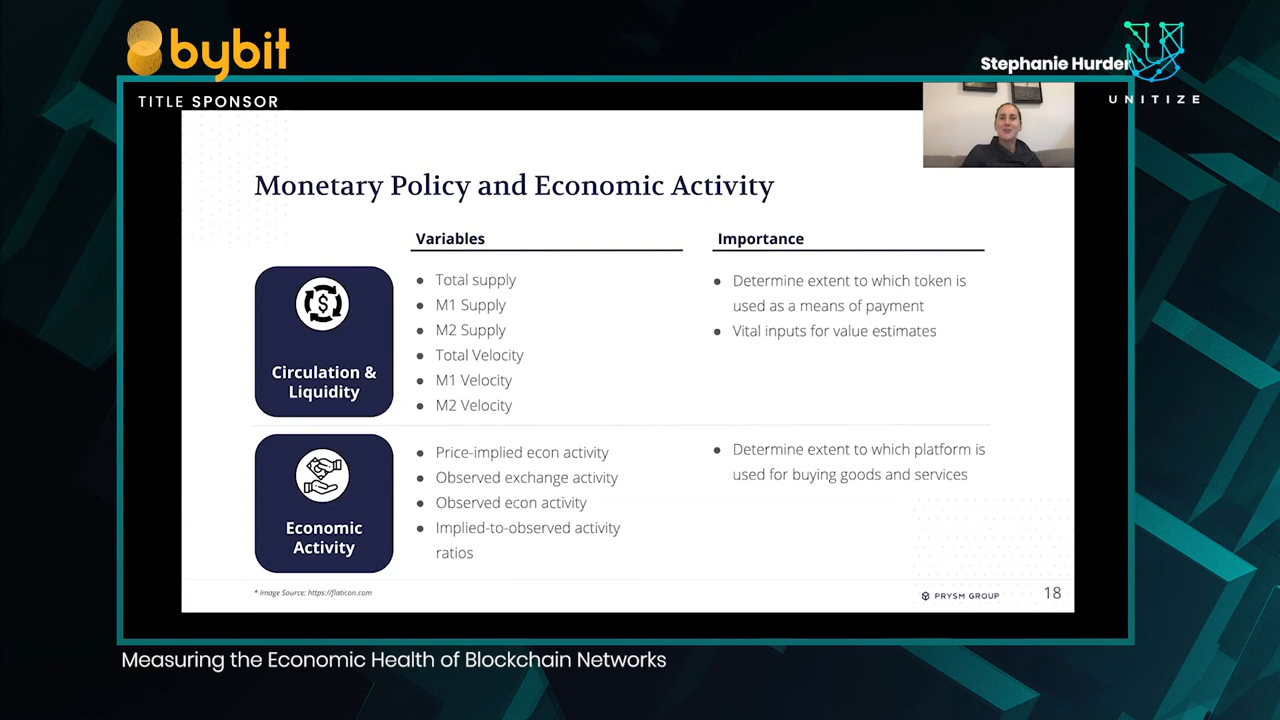 bybit
Stephanie Hurder
TITLE SPONSOR
UNITIZE
Monetary Policy and Economic Activity
Variables
Importance
Circulation &
Liquidity
● Total supply
● M1 Supply
● M2 Supply
● Total Velocity
● M1 Velocity
● M2 Velocity
● Determine extent to which token is
used as a means of payment
● Vital inputs for value estimates
Economic
Activity
● Price-implied econ activity
● Observed exchange activity
● Observed econ activity
● Implied-to-observed activity
ratios
● Determine extent to which platform is
used for buying goods and services
* image Source: https://flaticon.com
PRYSM GROUP
18
Measuring the Economic Health of Blockchain Networks